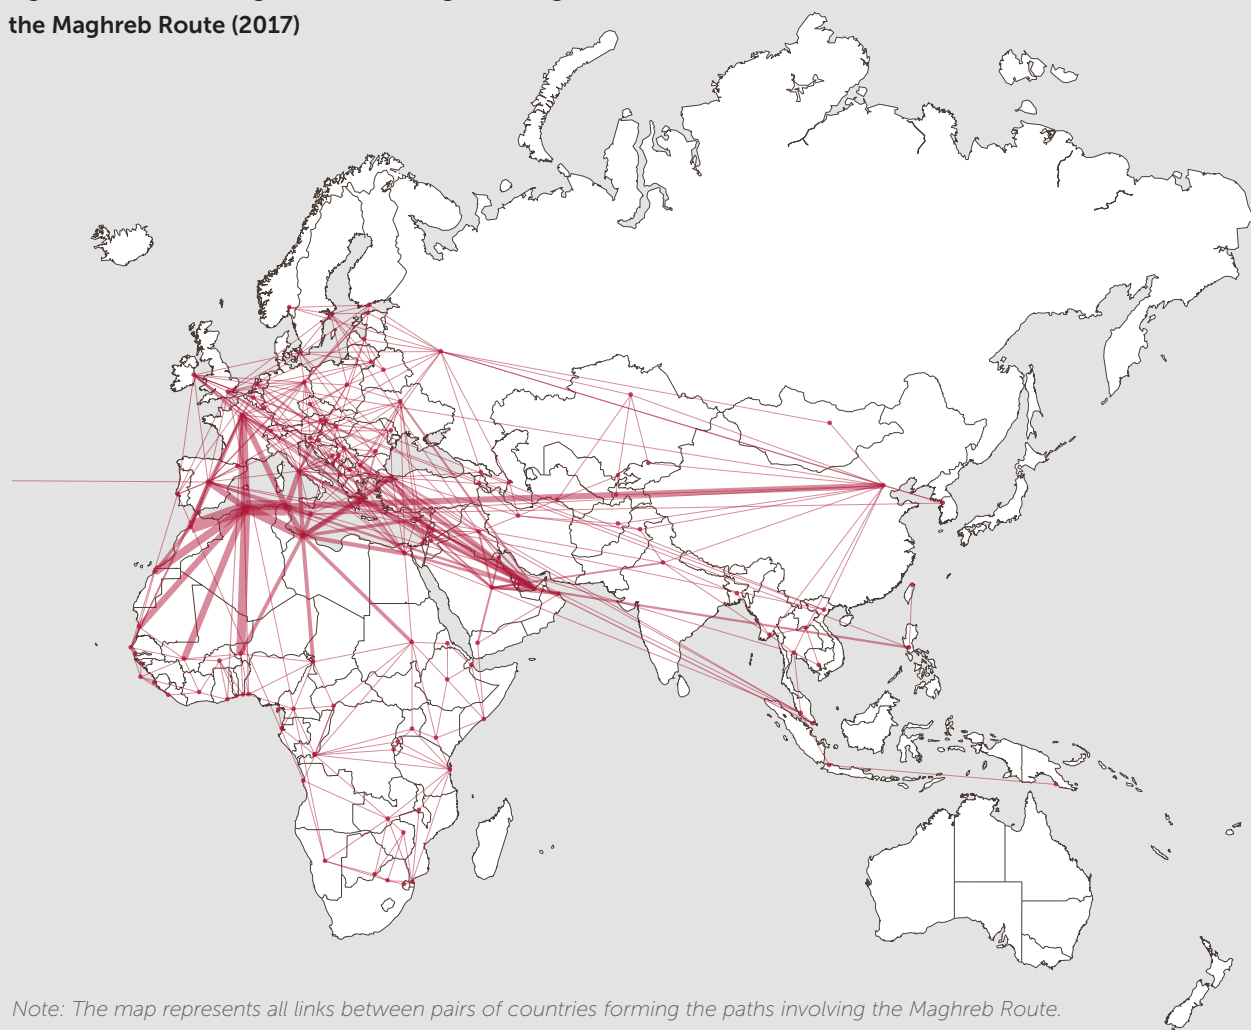 the Maghreb Route (2017)
Note: The map represents all links between pairs of countries forming the paths involving the Maghreb Route.